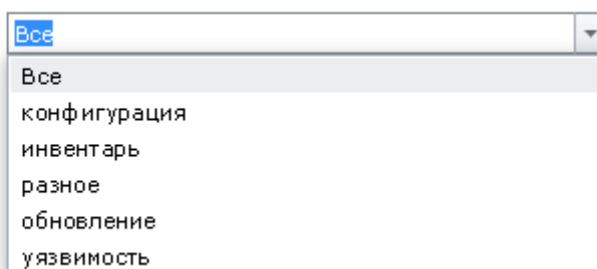 Все
Все
конфигурация
инвентарь
разное
обновление
уязвимость